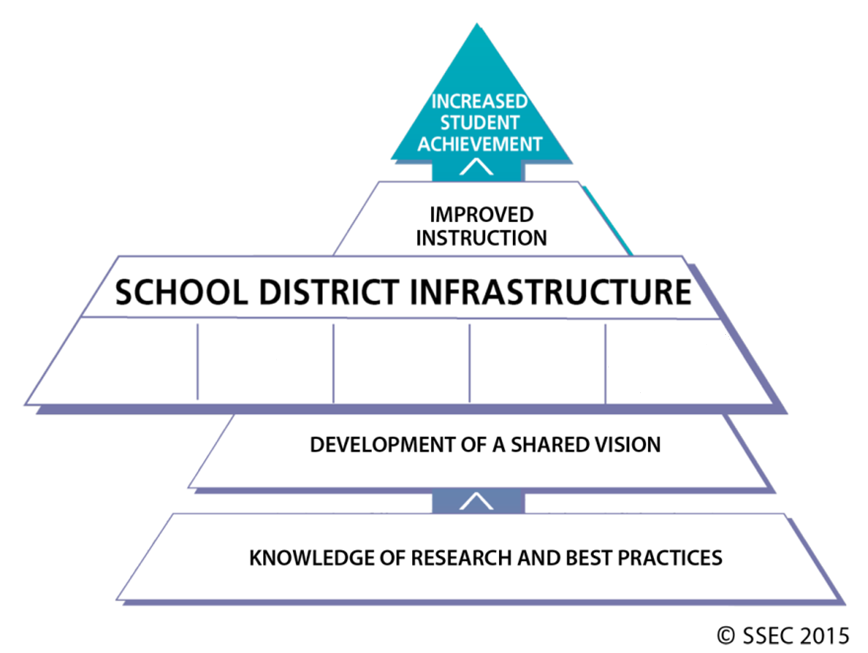 INCREASED
STUDENT
ACHIEVEMENT
IMPROVED
INSTRUCTION
SCHOOL DISTRICT INFRASTRUCTURE
DEVELOPMENT OF A SHARED VISION
KNOWLEDGE OF RESEARCH AND BEST PRACTICES
© SSEC 2015